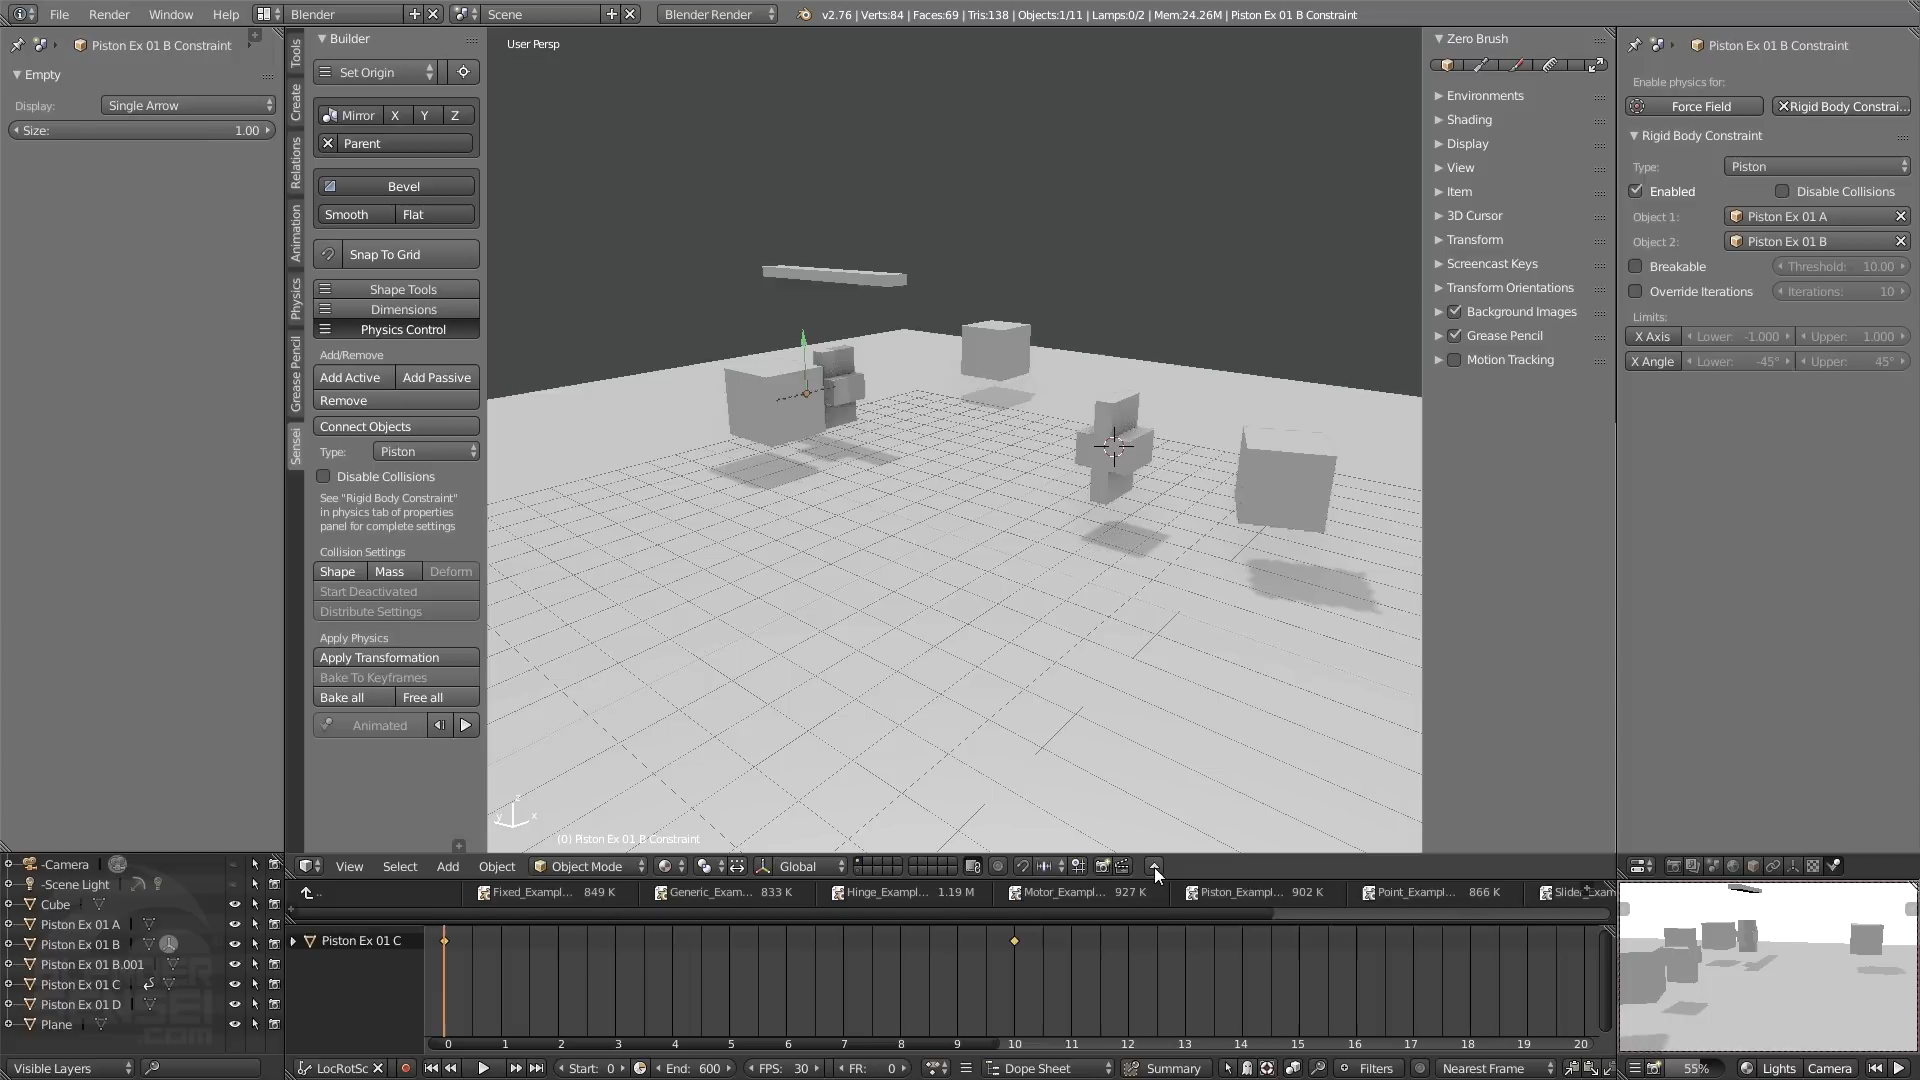 File Render Window Help Blender Scene Blender Render v2.76 | Verts:84 | Faces:69 | Tris:138 | Objects:1/11 | Lamps:0/2 | Mem:24.26M | Piston Ex 01 B Constraint
Piston Ex 01 B Constraint
Empty
Display: Single Arrow
Size: 1.00
Tools
Create
Relations
Animation
Physics
Grease Pencil
Sensei
Builder
Set Origin
Mirror X Y Z
Parent
Bevel
Smooth Flat
Snap To Grid
Shape Tools
Dimensions
Physics Control
Add/Remove
Add Active Add Passive
Remove
Connect Objects
Type: Piston
Disable Collisions
See "Rigid Body Constraint"
in physics tab of properties
panel for complete settings
Collision Settings
Shape Mass Deform
Start Deactivated
Distribute Settings
Apply Physics
Apply Transformation
Bake To Keyframes
Bake all Free all
Animated
User Persp
z
y x
(0) Piston Ex 01 B Constraint
Zero Brush
Environments
Shading
Display
View
Item
3D Cursor
Transform
Screencast Keys
Transform Orientations
Background Images
Grease Pencil
Motion Tracking
Piston Ex 01 B Constraint
Enable physics for:
Force Field Rigid Body Constrai...
Rigid Body Constraint
Type: Piston
Enabled Disable Collisions
Object 1: Piston Ex 01 A
Object 2: Piston Ex 01 B
Breakable Threshold: 10.00
Override Iterations Iterations: 10
Limits:
X Axis Lower: -1.000 Upper: 1.000
X Angle Lower: -45° Upper: 45°
View Select Add Object Object Mode Global
.. Fixed_Exampl... 849 K Generic_Exam... 833 K Hinge_Exampl... 1.19 M Motor_Exampl... 927 K Piston_Exampl... 902 K Point_Exampl... 866 K
-Camera
-Scene Light
Cube
Piston Ex 01 A
Piston Ex 01 B
Piston Ex 01 B.001
Piston Ex 01 C
Piston Ex 01 D
Plane
.COM
Piston Ex 01 C
0 1 2 3 4 5 6 7 8 9 10 11 12 13 14 15 16 17 18 19 20
Visible Layers LocRotSc Start: 0 End: 600 FPS: 30 FR: 0 Dope Sheet Summary Filters Nearest Frame 55% Lights Camera